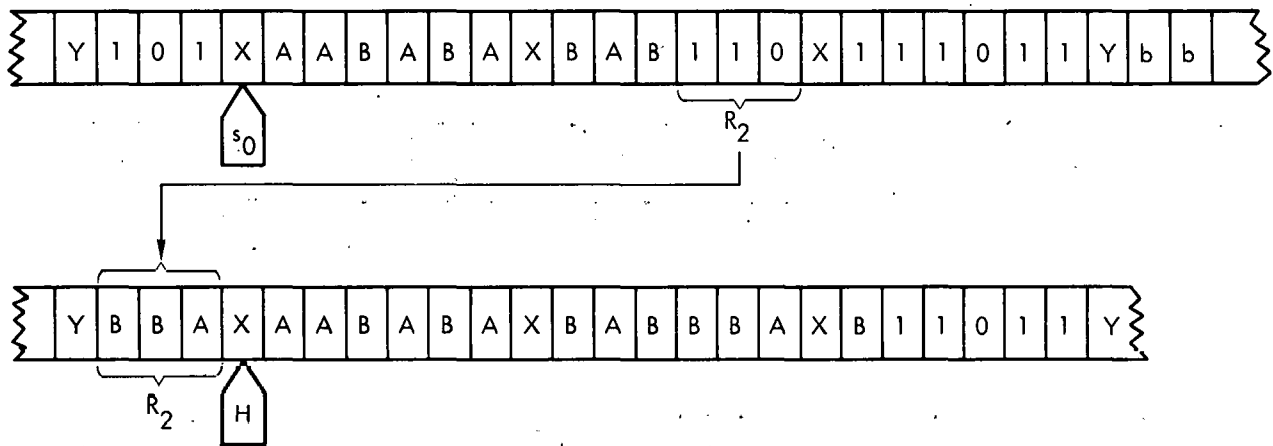 Y 1 0 1 X A A B A B A X B A B 1 1 0 X 1 1 1 0 1 1 Y b b
s0
R2
Y B B A X A A B A B A X B A B B B A X B 1 1 0 1 1 Y
R2
H